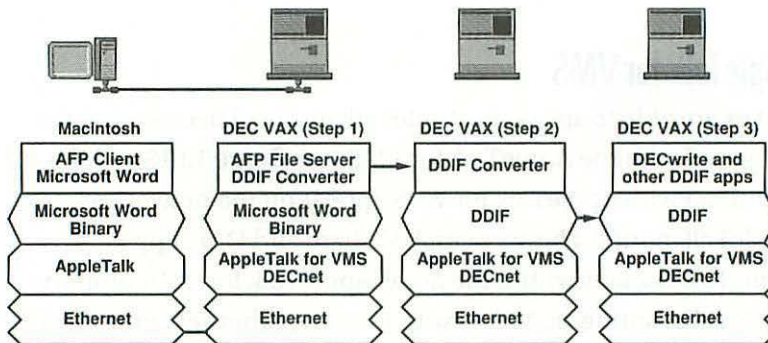 Macintosh
DEC VAX (Step 1)
DEC VAX (Step 2)
DEC VAX (Step 3)
AFP Client
Microsoft Word
AFP File Server
DDIF Converter
DDIF Converter
DECwrite and
other DDIF apps
Microsoft Word
Binary
Microsoft Word
Binary
DDIF
DDIF
AppleTalk
AppleTalk for VMS
DECnet
AppleTalk for VMS
DECnet
AppleTalk for VMS
DECnet
Ethernet
Ethernet
Ethernet
Ethernet